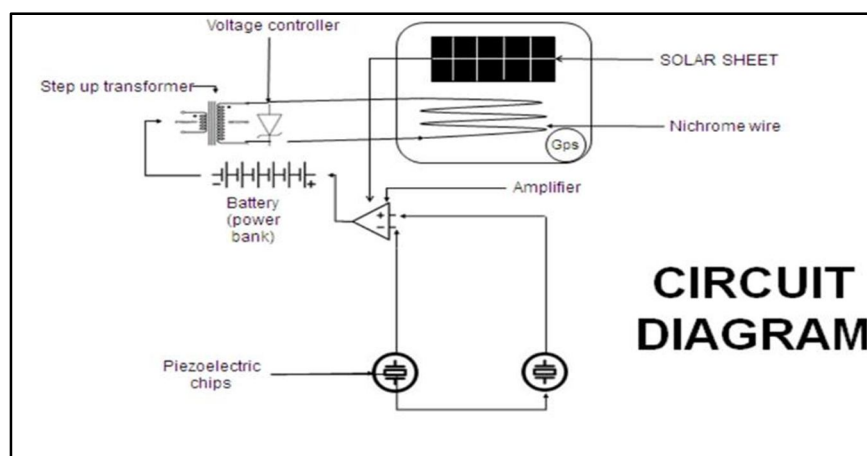 Voltage controller
SOLAR SHEET
Step up transformer
Nichrome wire
Gps
Amplifier
Battery
(power
bank)
CIRCUIT
DIAGRAM
Piezoelectric
chips